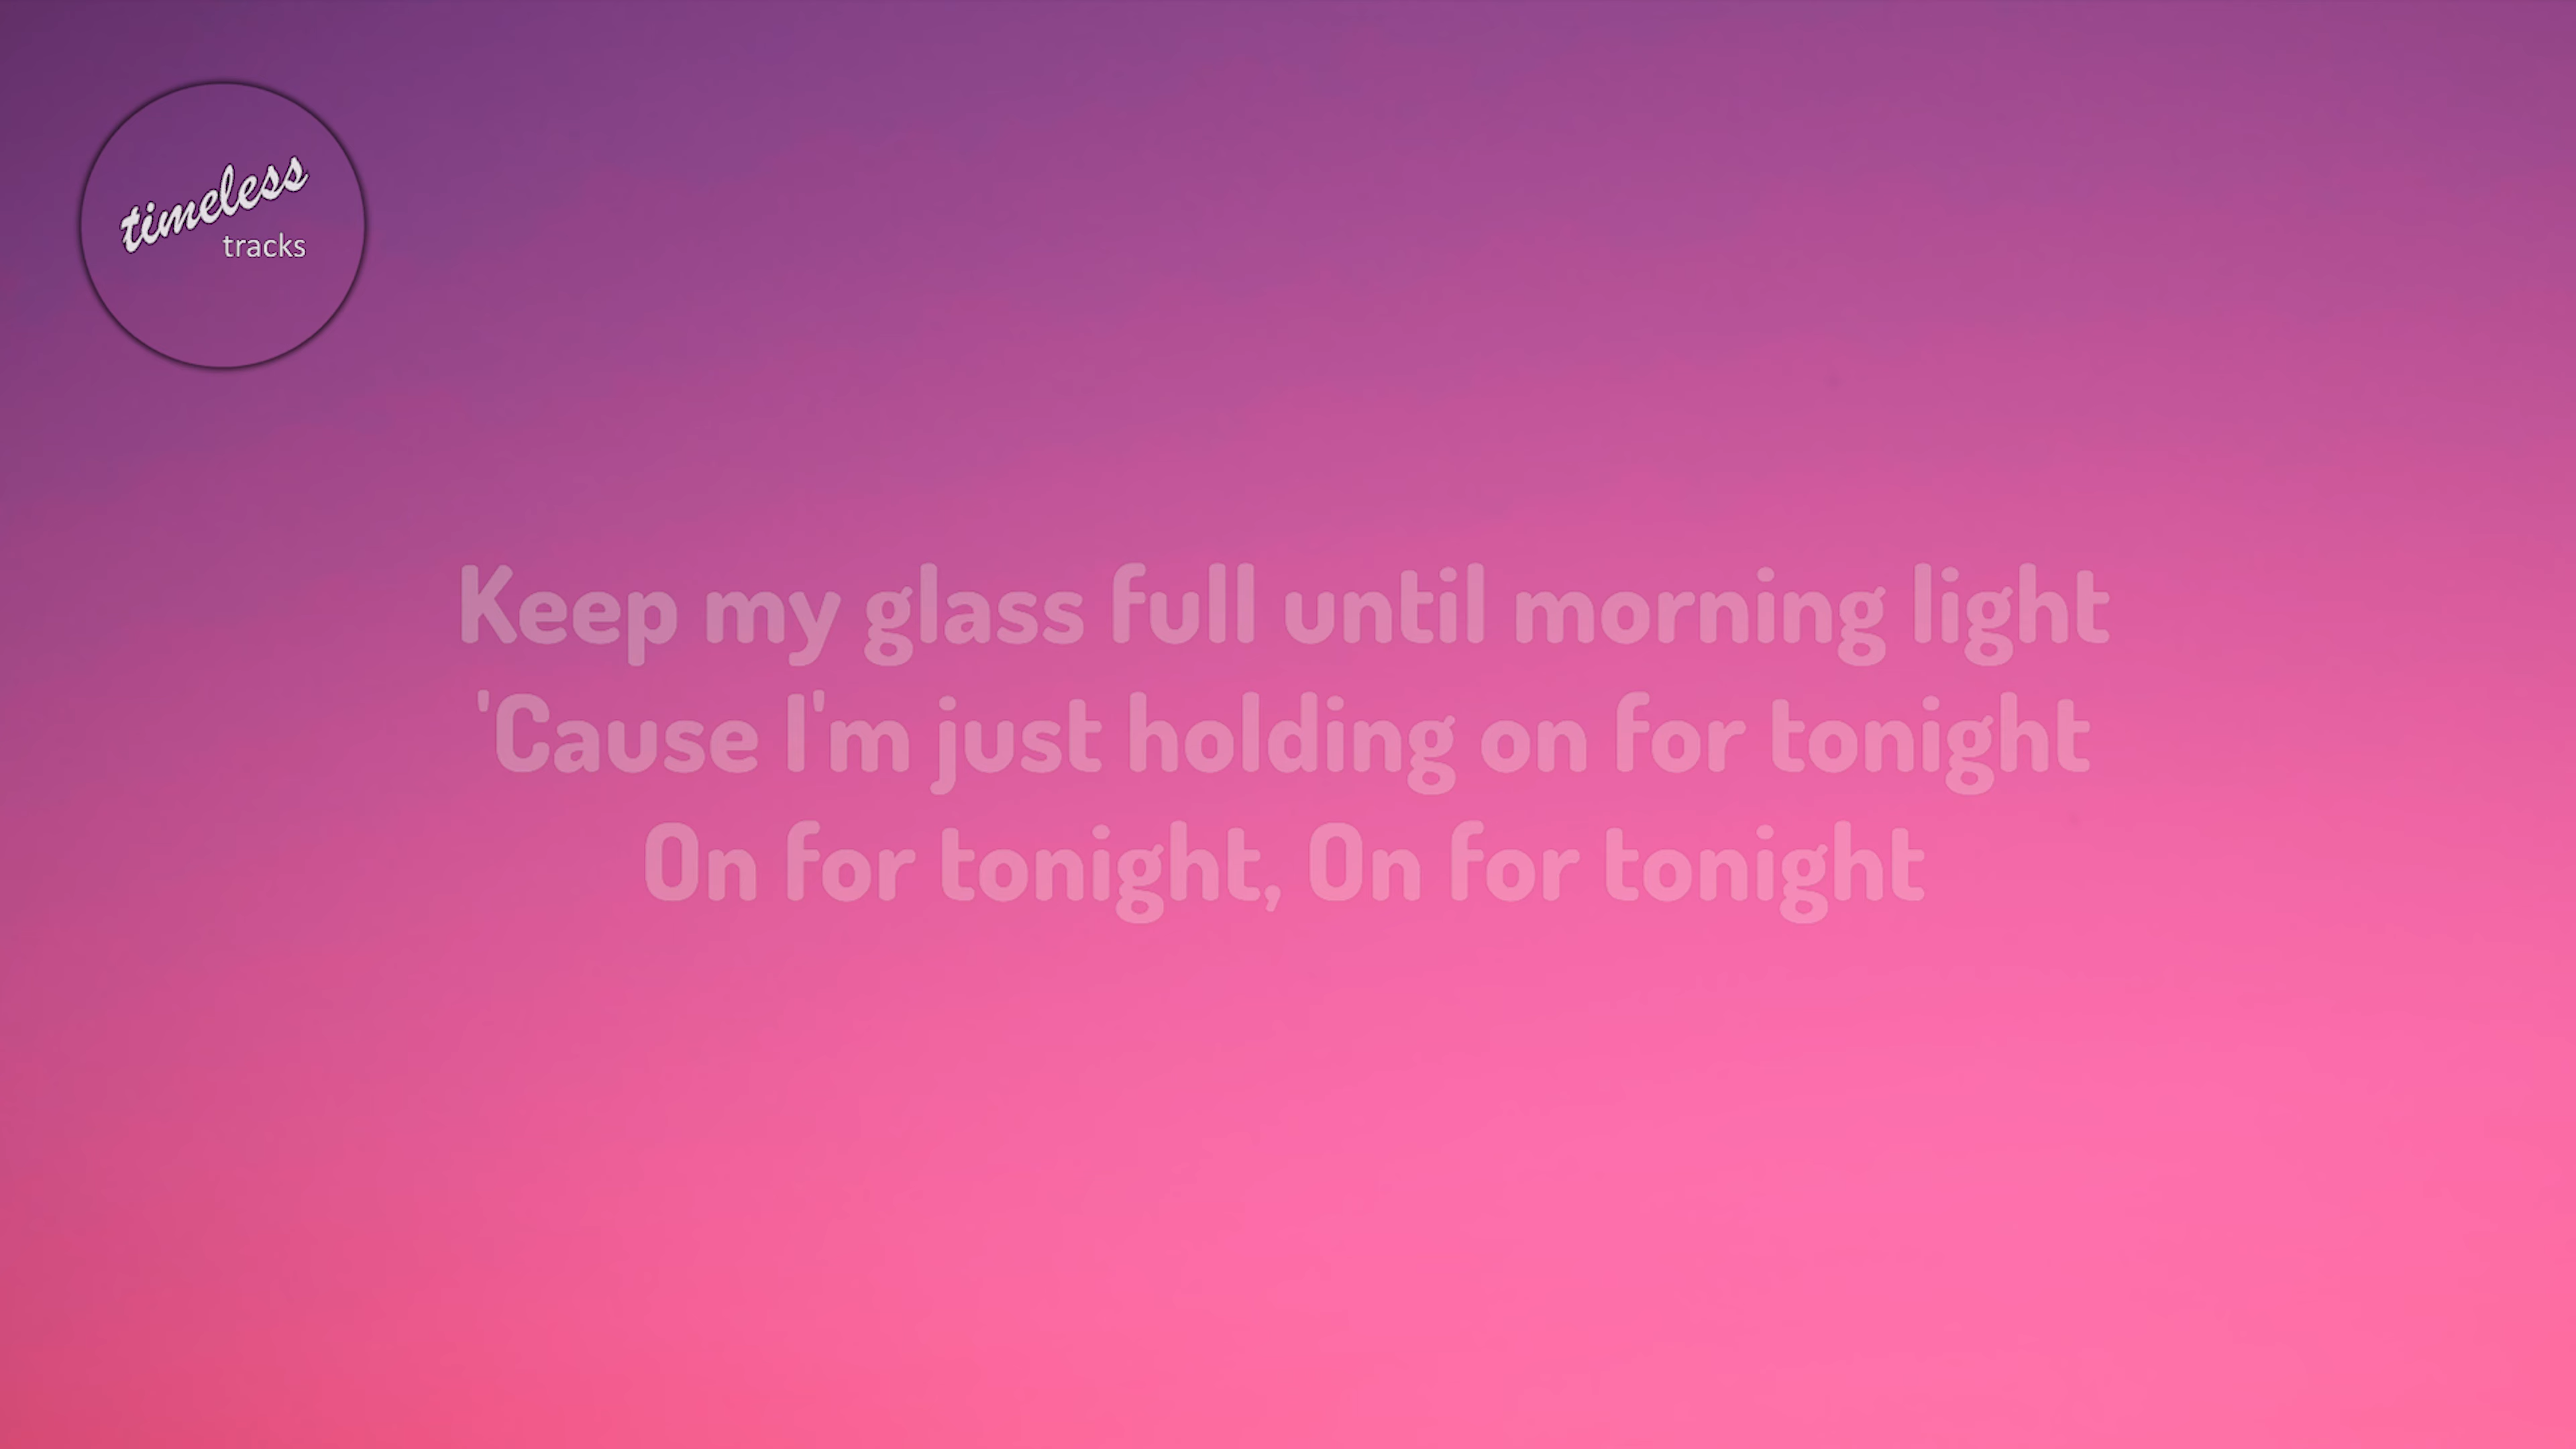 timeless
tracks
Keep my glass full until morning light
'Cause I'm just holding on for tonight
On for tonight, On for tonight